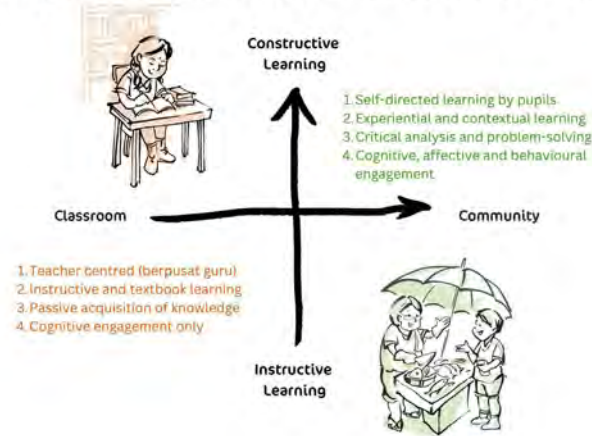 Constructive
Learning
1. Self-directed learning by pupils
2. Experiential and contextual learning
3. Critical analysis and problem-solving
4. Cognitive, affective and behavioural
engagement
Classroom
Community
1. Teacher centred (berpusat guru)
2. Instructive and textbook learning
3. Passive acquisition of knowledge
4. Cognitive engagement only
Instructive
Learning